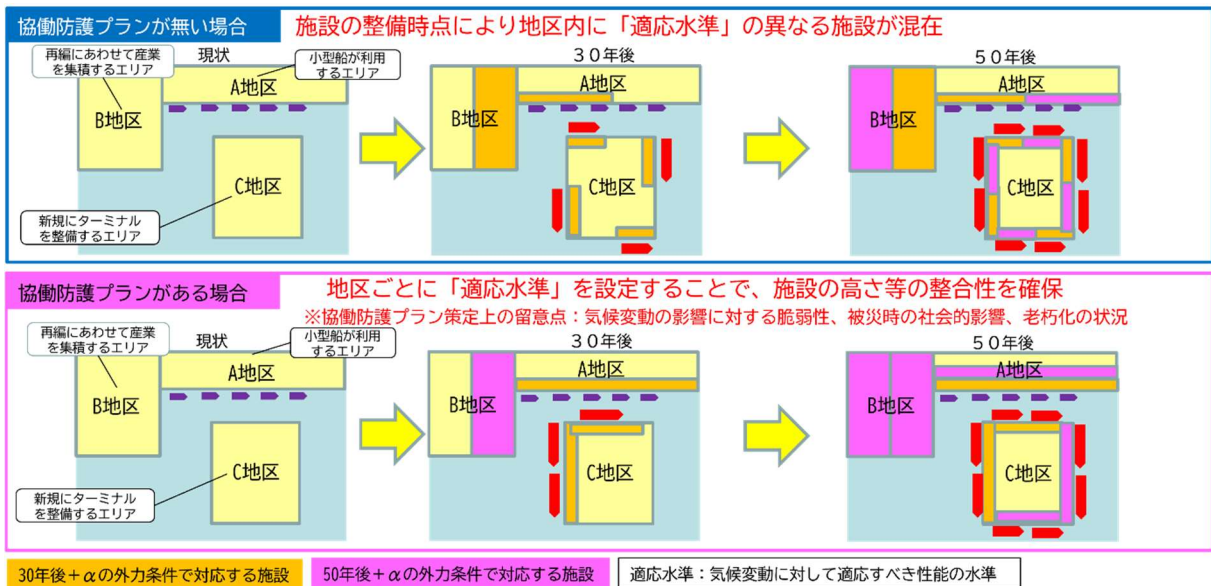 協働防護プランが無い場合
施設の整備時点により地区内に「適応水準」の異なる施設が混在
再編にあわせて産業
を集積するエリア
現状
小型船が利用
するエリア
A地区
B地区
C地区
新規にターミナル
を整備するエリア
30年後
A地区
B地区
C地区
50年後
A地区
B地区
C地区
協働防護プランがある場合
地区ごとに「適応水準」を設定することで、施設の高さ等の整合性を確保
※協働防護プラン策定上の留意点：気候変動の影響に対する脆弱性、被災時の社会的影響、老朽化の状況
再編にあわせて産業
を集積するエリア
現状
小型船が利用
するエリア
A地区
B地区
C地区
新規にターミナル
を整備するエリア
30年後
A地区
B地区
C地区
50年後
A地区
B地区
C地区
30年後＋αの外力条件で対応する施設
50年後＋αの外力条件で対応する施設
適応水準：気候変動に対して適応すべき性能の水準